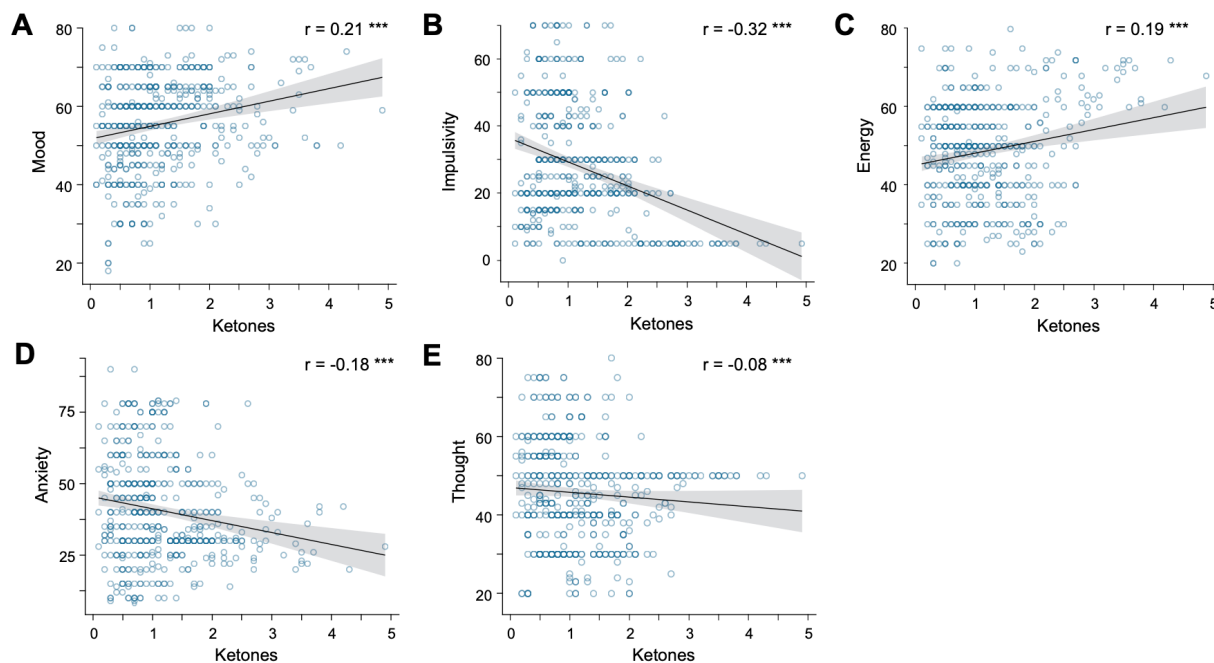 A
r = 0.21 ***
80
60
40
20
Mood
0 1 2 3 4 5
Ketones
B
r = -0.32 ***
60
40
20
0
Impulsivity
0 1 2 3 4 5
Ketones
C
r = 0.19 ***
80
60
40
20
Energy
0 1 2 3 4 5
Ketones
D
r = -0.18 ***
75
50
25
Anxiety
0 1 2 3 4 5
Ketones
E
r = -0.08 ***
80
60
40
20
Thought
0 1 2 3 4 5
Ketones